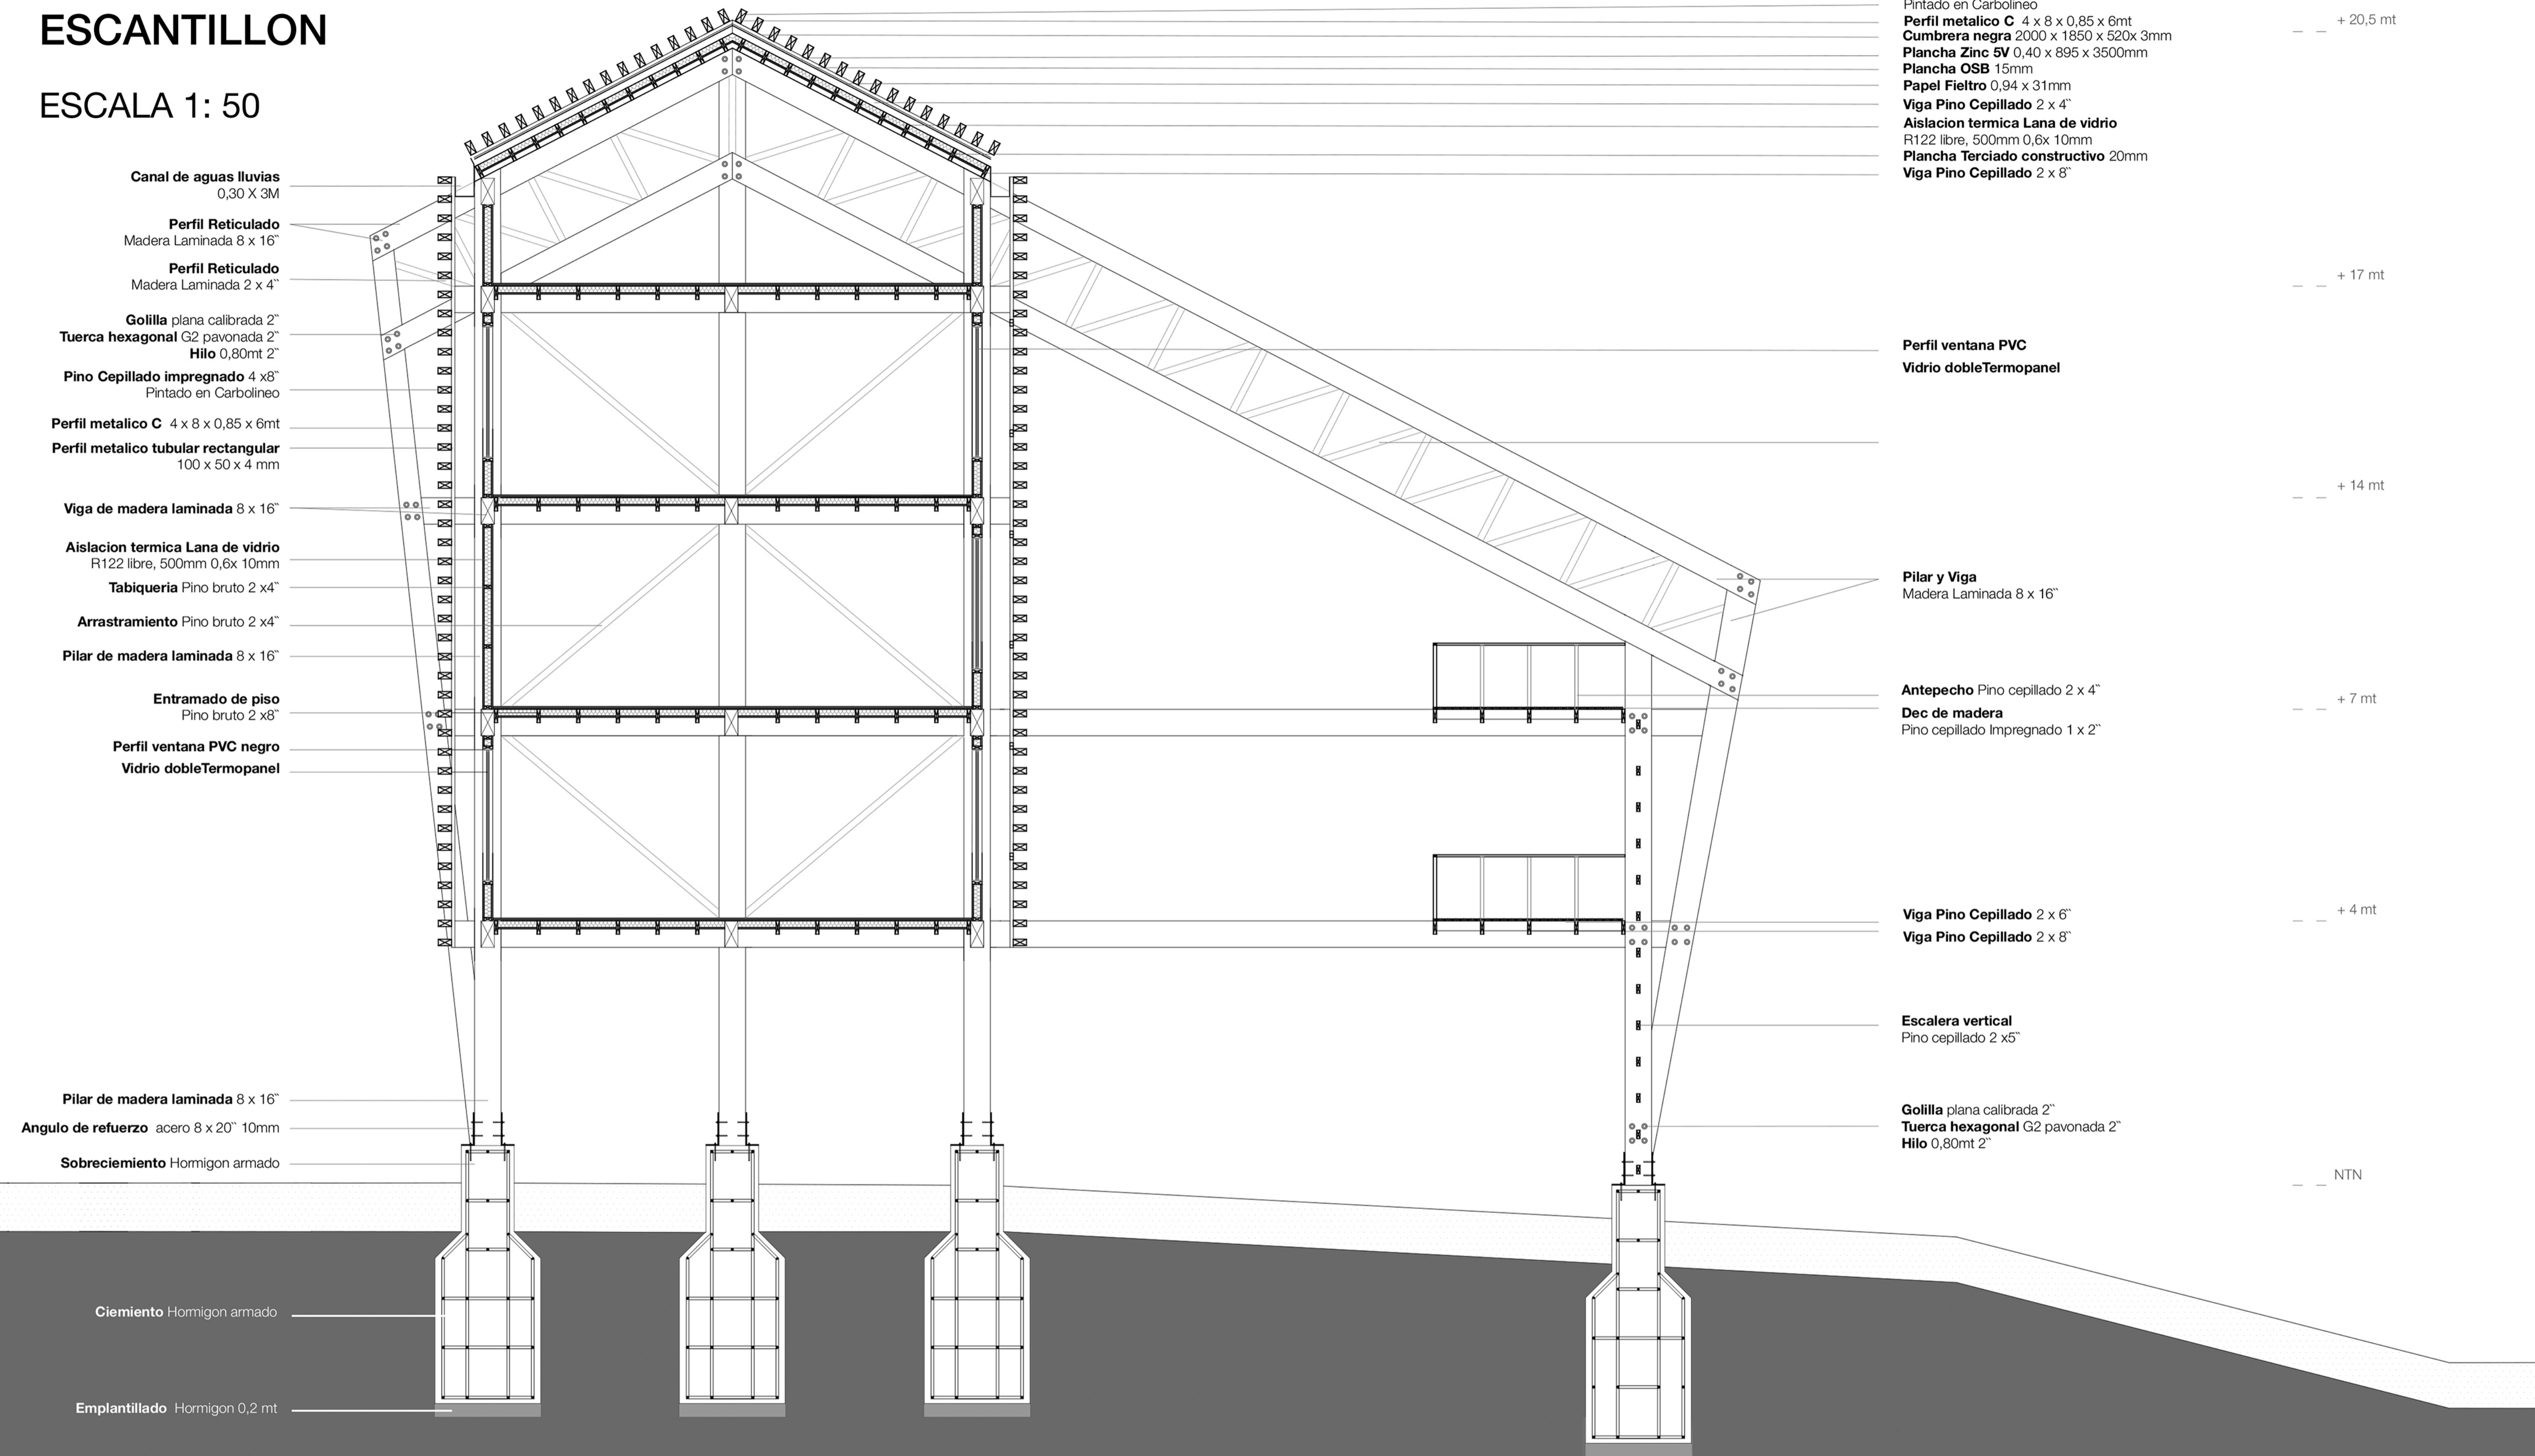 ESCANTILLON
ESCALA 1: 50
Canal de aguas lluvias
0,30 X 3M
Perfil Reticulado
Madera Laminada 8 x 16``
Perfil Reticulado
Madera Laminada 2 x 4``
Golilla plana calibrada 2``
Tuerca hexagonal G2 pavonada 2``
Hilo 0,80mt 2``
Pino Cepillado impregnado 4 x8``
Pintado en Carbolineo
Perfil metalico C 4 x 8 x 0,85 x 6mt
Perfil metalico tubular rectangular
100 x 50 x 4 mm
Viga de madera laminada 8 x 16``
Aislacion termica Lana de vidrio
R122 libre, 500mm 0,6x 10mm
Tabiqueria Pino bruto 2 x4``
Arrastramiento Pino bruto 2 x4``
Pilar de madera laminada 8 x 16``
Entramado de piso
Pino bruto 2 x8``
Perfil ventana PVC negro
Vidrio dobleTermopanel
Pilar de madera laminada 8 x 16``
Angulo de refuerzo acero 8 x 20`` 10mm
Sobreciemiento Hormigon armado
Ciemiento Hormigon armado
Emplantillado Hormigon 0,2 mt
Pintado en Carbolineo
Perfil metalico C 4 x 8 x 0,85 x 6mt
Cumbrera negra 2000 x 1850 x 520x 3mm
Plancha Zinc 5V 0,40 x 895 x 3500mm
Plancha OSB 15mm
Papel Fieltro 0,94 x 31mm
Viga Pino Cepillado 2 x 4``
Aislacion termica Lana de vidrio
R122 libre, 500mm 0,6x 10mm
Plancha Terciado constructivo 20mm
Viga Pino Cepillado 2 x 8``
Perfil ventana PVC
Vidrio dobleTermopanel
Pilar y Viga
Madera Laminada 8 x 16``
Antepecho Pino cepillado 2 x 4``
Dec de madera
Pino cepillado Impregnado 1 x 2``
Viga Pino Cepillado 2 x 6``
Viga Pino Cepillado 2 x 8``
Escalera vertical
Pino cepillado 2 x5``
Golilla plana calibrada 2``
Tuerca hexagonal G2 pavonada 2``
Hilo 0,80mt 2``
+ 20,5 mt
+ 17 mt
+ 14 mt
+ 7 mt
+ 4 mt
NTN